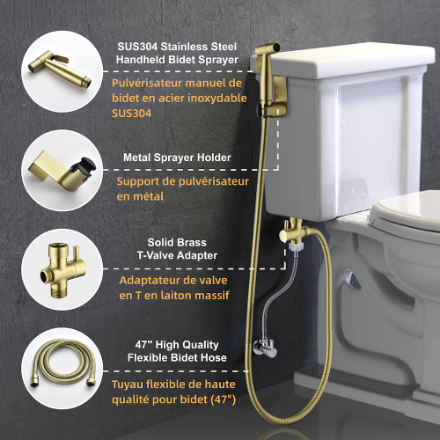 SUS304 Stainless Steel
Handheld Bidet Sprayer
Pulvérisateur manuel de
bidet en acier inoxydable
SUS304
Metal Sprayer Holder
Support de pulvérisateur
en métal
Solid Brass
T-Valve Adapter
Adaptateur de valve
en T en laiton massif
47" High Quality
Flexible Bidet Hose
Tuyau flexible de haute
qualité pour bidet (47")